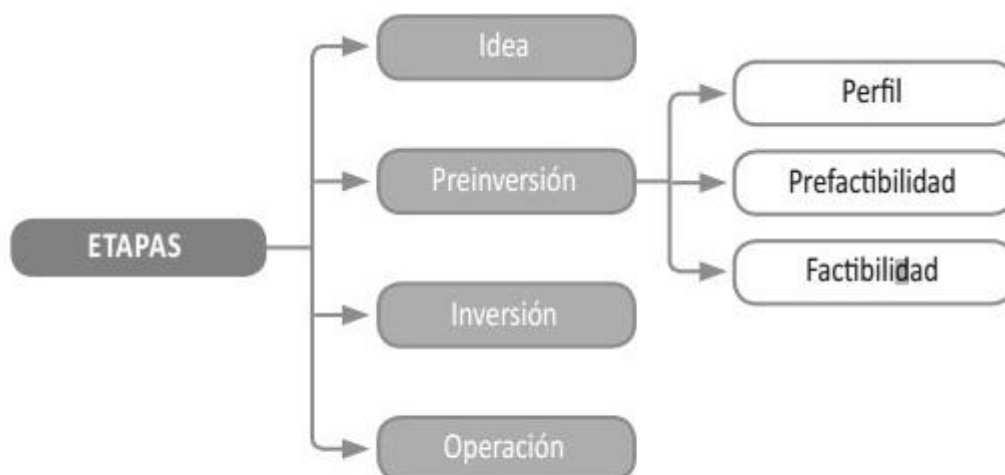 ETAPAS
Idea
Preinversión
Inversión
Operación
Perfil
Prefactibilidad
Factibilidad